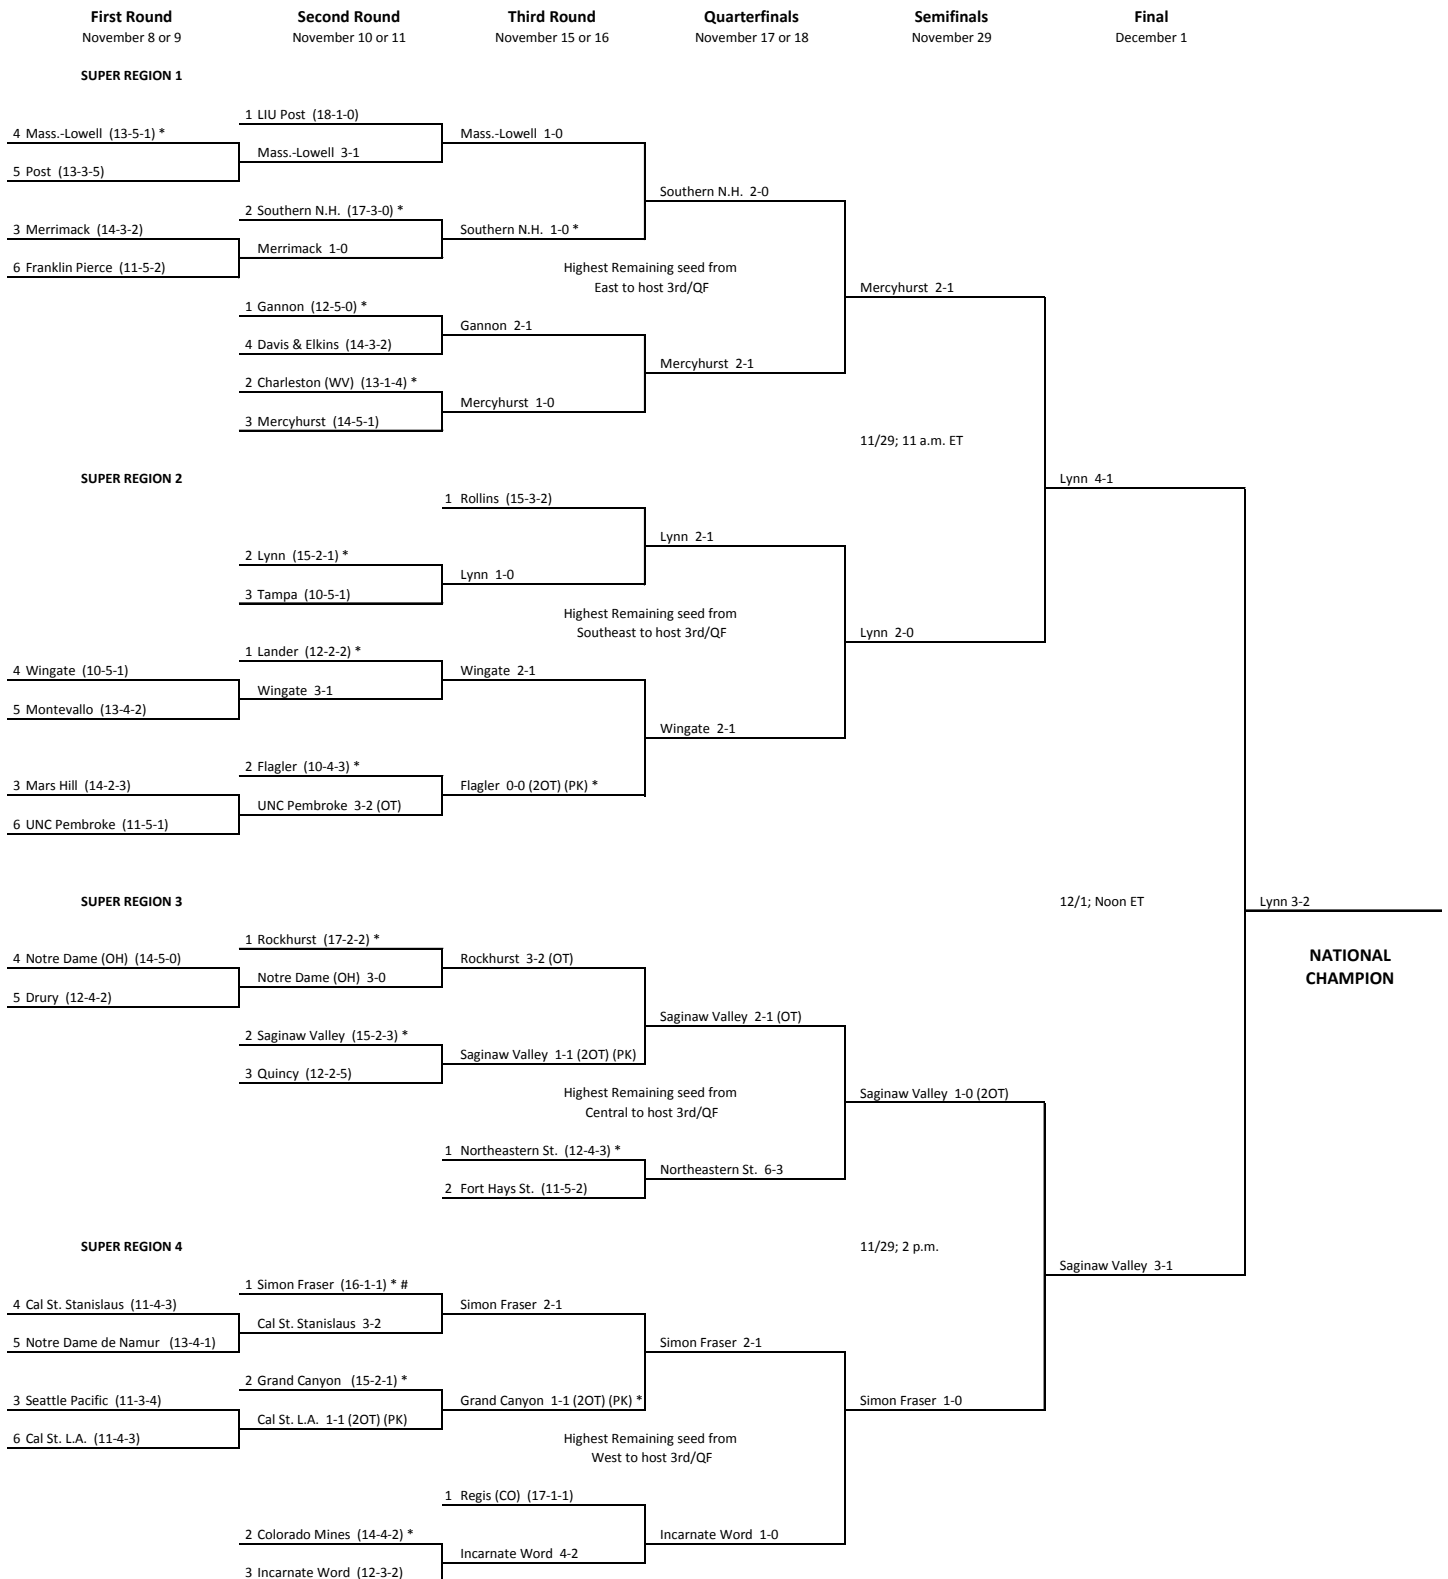 First Round Second Round Third Round Quarterfinals Semifinals Final
November 8 or 9 November 10 or 11 November 15 or 16 November 17 or 18 November 29 December 1
SUPER REGION 1
1 LIU Post (18-1-0)
4 Mass.-Lowell (13-5-1) * Mass.-Lowell 1-0
Mass.-Lowell 3-1
5 Post (13-3-5)
Southern N.H. 2-0
2 Southern N.H. (17-3-0) *
3 Merrimack (14-3-2) Southern N.H. 1-0 *
Merrimack 1-0
6 Franklin Pierce (11-5-2) Highest Remaining seed from
East to host 3rd/QF Mercyhurst 2-1
1 Gannon (12-5-0) *
Gannon 2-1
4 Davis & Elkins (14-3-2)
Mercyhurst 2-1
2 Charleston (WV) (13-1-4) *
Mercyhurst 1-0
3 Mercyhurst (14-5-1)
11/29; 11 a.m. ET
SUPER REGION 2 Lynn 4-1
1 Rollins (15-3-2)
Lynn 2-1
2 Lynn (15-2-1) *
Lynn 1-0
3 Tampa (10-5-1)
Highest Remaining seed from
Southeast to host 3rd/QF Lynn 2-0
1 Lander (12-2-2) *
4 Wingate (10-5-1) Wingate 2-1
Wingate 3-1
5 Montevallo (13-4-2)
Wingate 2-1
2 Flagler (10-4-3) *
3 Mars Hill (14-2-3) Flagler 0-0 (2OT) (PK) *
UNC Pembroke 3-2 (OT)
6 UNC Pembroke (11-5-1)
SUPER REGION 3 12/1; Noon ET Lynn 3-2
1 Rockhurst (17-2-2) *
4 Notre Dame (OH) (14-5-0) Rockhurst 3-2 (OT) NATIONAL
Notre Dame (OH) 3-0 CHAMPION
5 Drury (12-4-2)
Saginaw Valley 2-1 (OT)
2 Saginaw Valley (15-2-3) *
Saginaw Valley 1-1 (2OT) (PK)
3 Quincy (12-2-5)
Highest Remaining seed from Saginaw Valley 1-0 (2OT)
Central to host 3rd/QF
1 Northeastern St. (12-4-3) *
Northeastern St. 6-3
2 Fort Hays St. (11-5-2)
SUPER REGION 4 11/29; 2 p.m.
Saginaw Valley 3-1
1 Simon Fraser (16-1-1) * #
4 Cal St. Stanislaus (11-4-3) Simon Fraser 2-1
Cal St. Stanislaus 3-2
5 Notre Dame de Namur (13-4-1) Simon Fraser 2-1
2 Grand Canyon (15-2-1) *
3 Seattle Pacific (11-3-4) Grand Canyon 1-1 (2OT) (PK) * Simon Fraser 1-0
Cal St. L.A. 1-1 (2OT) (PK)
6 Cal St. L.A. (11-4-3) Highest Remaining seed from
West to host 3rd/QF
1 Regis (CO) (17-1-1)
2 Colorado Mines (14-4-2) * Incarnate Word 1-0
Incarnate Word 4-2
3 Incarnate Word (12-3-2)